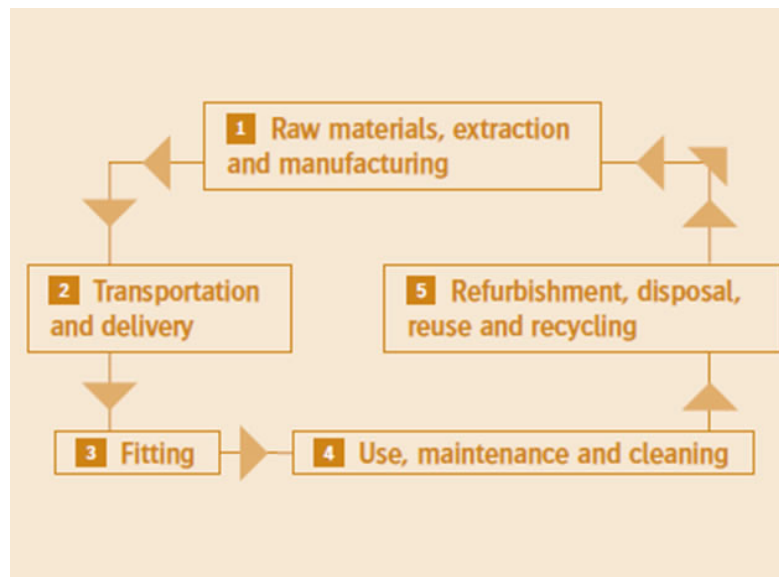 1 Raw materials, extraction
and manufacturing
2 Transportation
and delivery
5 Refurbishment, disposal,
reuse and recycling
3 Fitting
4 Use, maintenance and cleaning